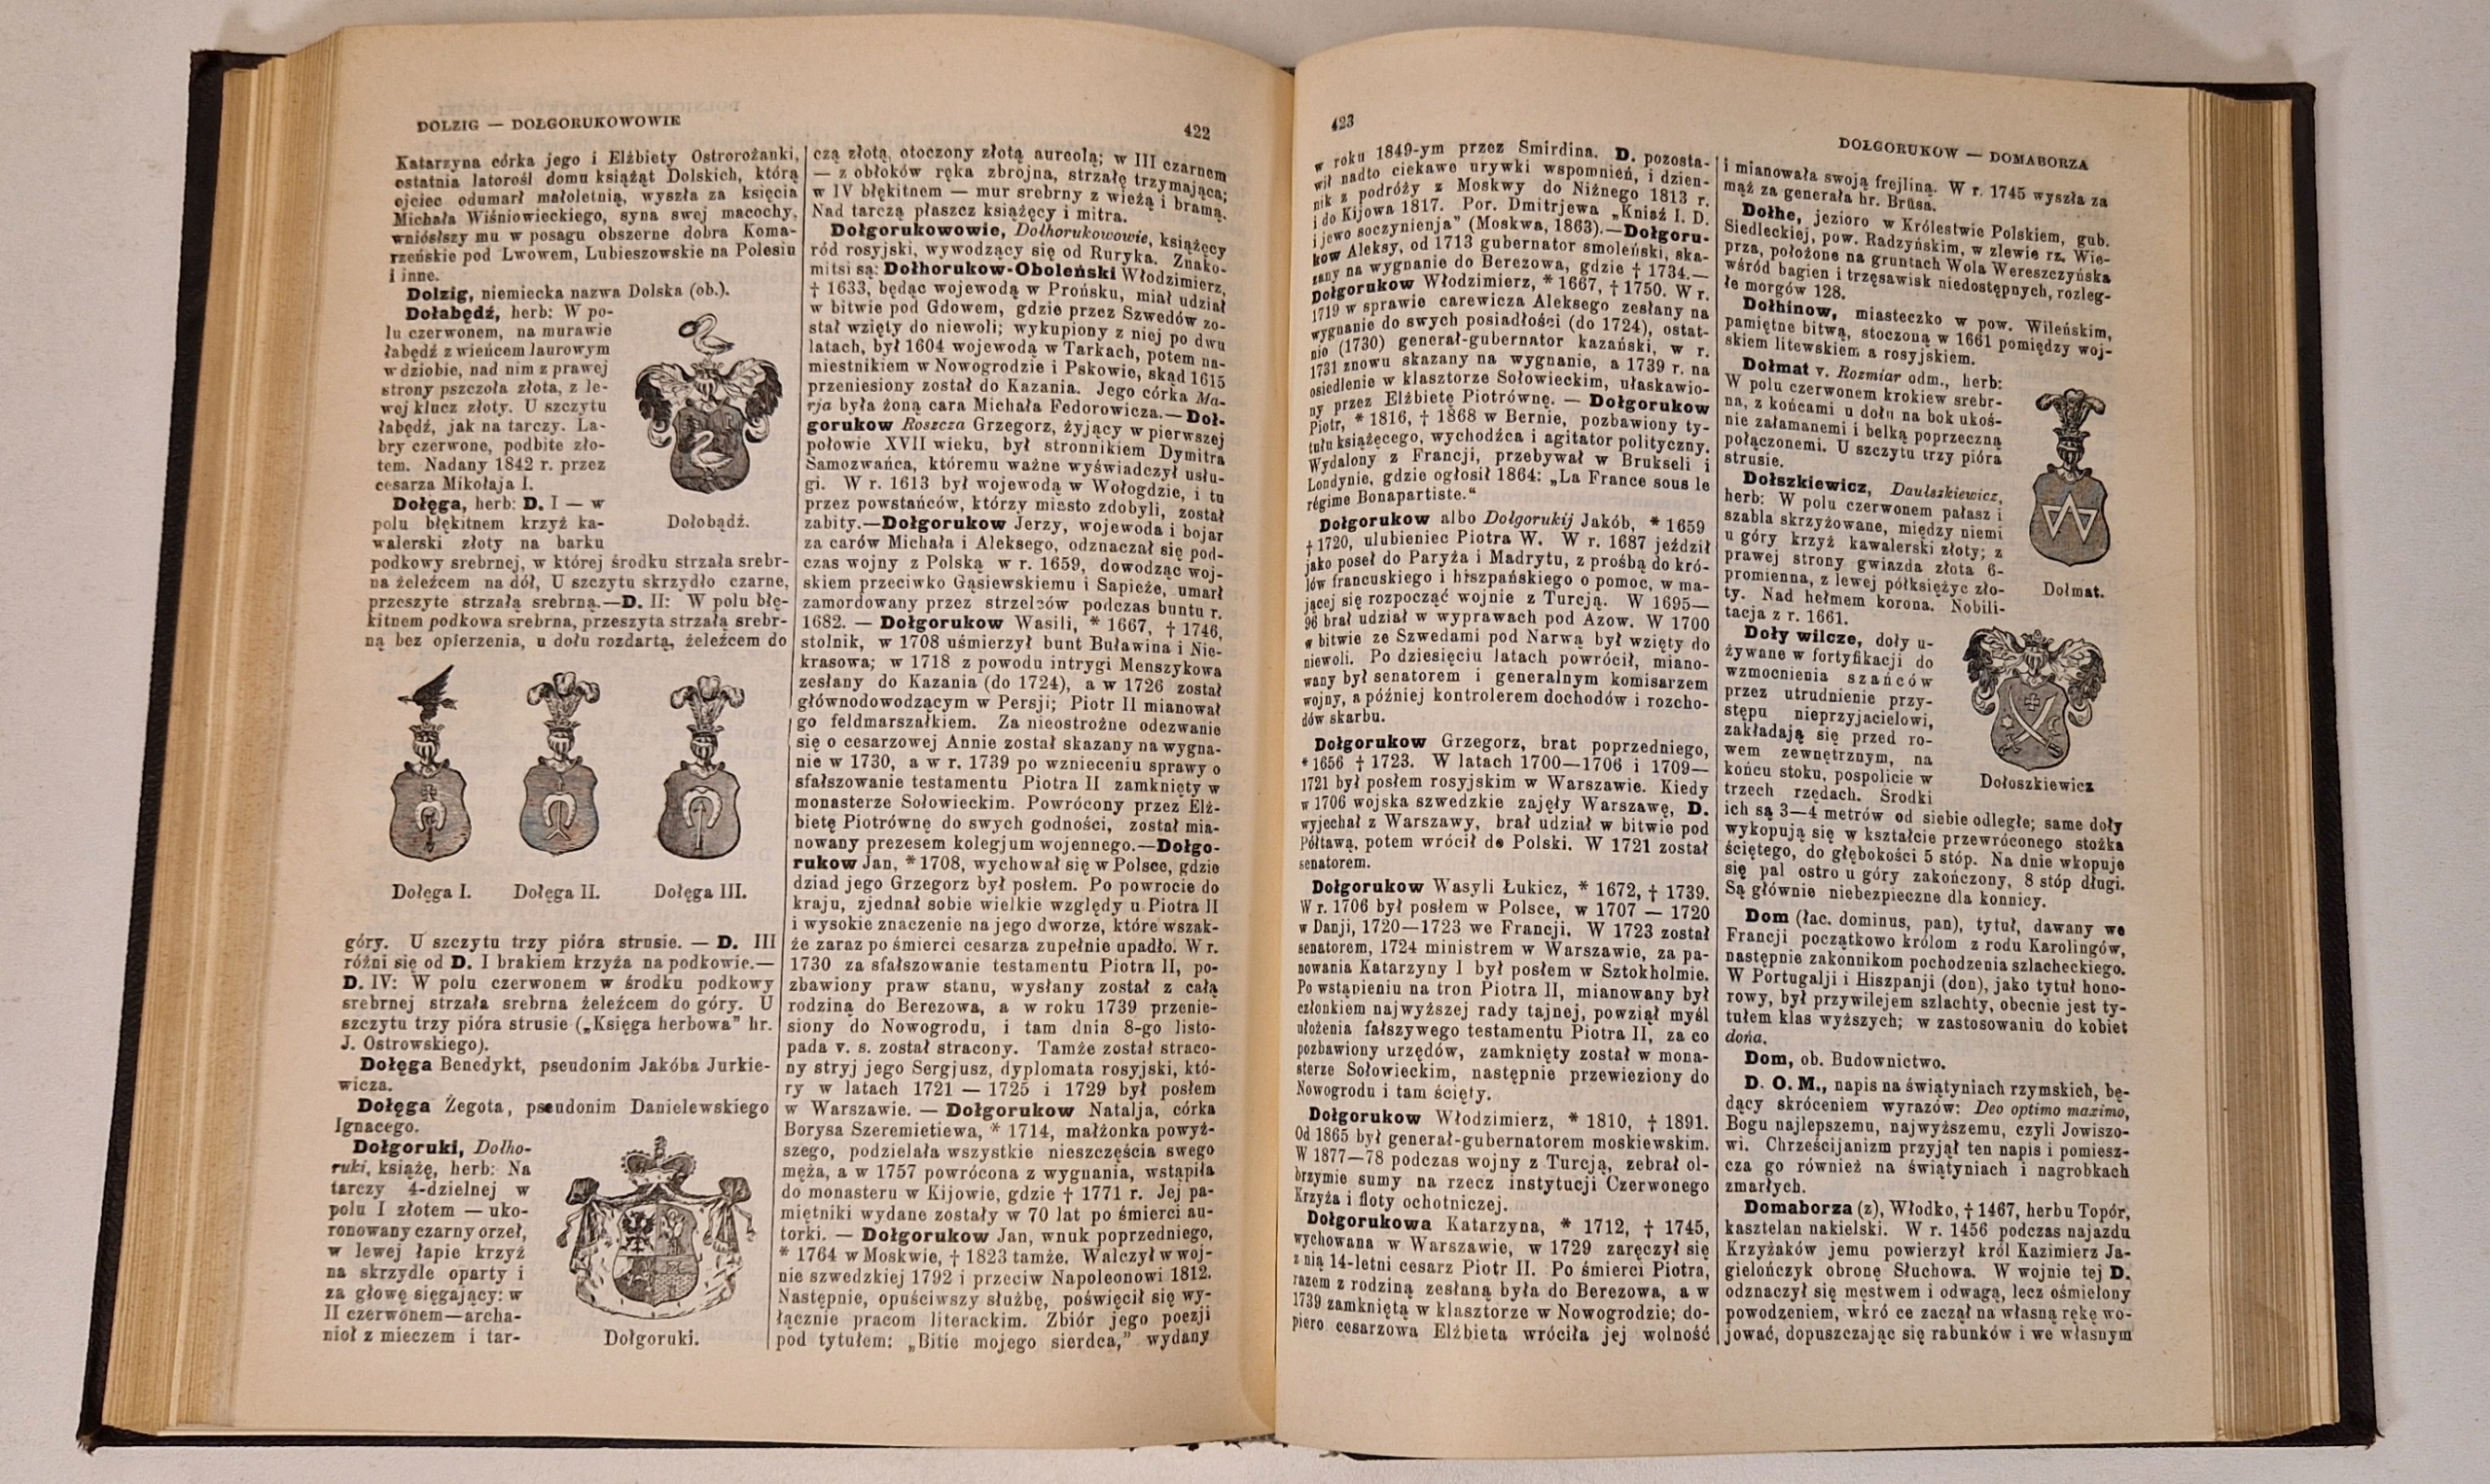 DOLZIG — DOŁGORUKOWOWIE
422
Katarzyna córka jego i Elżbiety Ostrorożanki,
ostatnia latorośl domu książąt Dolskich, którą
ojciec odumarł małoletnią, wyszła za księcia
Michała Wiśniowieckiego, syna swej macochy,
wniósłszy mu w posagu obszerne dobra Koma-
rzeńskie pod Lwowem, Lubieszowskie na Polesiu
i inne.
Dolzig, niemiecka nazwa Dolska (ob.).
Dołabędź, herb: W po-
lu czerwonem, na murawie
łabędź z wieńcem laurowym
w dziobie, nad nim z prawej
strony pszczoła złota, z le-
wej klucz złoty. U szczytu
łabędź, jak na tarczy. La-
bry czerwone, podbite zło-
tem. Nadany 1842 r. przez
cesarza Mikołaja I.
Dołobądź.
Dołęga, herb: D. I — w
polu błękitnem krzyż ka-
walerski złoty na barku
podkowy srebrnej, w której środku strzała srebr-
na żeleźcem na dół, U szczytu skrzydło czarne,
przeszyte strzałą srebrną.—D. II: W polu błę-
kitnem podkowa srebrna, przeszyta strzałą srebr-
ną bez opierzenia, u dołu rozdartą, żeleźcem do
Dołęga I. Dołęga II. Dołęga III.
góry. U szczytu trzy pióra strusie. — D. III
różni się od D. I brakiem krzyża na podkowie.—
D. IV: W polu czerwonem w środku podkowy
srebrnej strzała srebrna żeleźcem do góry. U
szczytu trzy pióra strusie („Księga herbowa” hr.
J. Ostrowskiego).
Dołęga Benedykt, pseudonim Jakóba Jurkie-
wicza.
Dołęga Żegota, pseudonim Danielewskiego
Ignacego.
Dołgoruki, Dołho-
ruki, książę, herb: Na
tarczy 4-dzielnej w
polu I złotem — uko-
ronowany czarny orzeł,
w lewej łapie krzyż
na skrzydle oparty i
za głowę sięgający: w
II czerwonem—archa-
nioł z mieczem i tar-
Dołgoruki.
czą złotą, otoczony złotą aureolą; w III czarnem
— z obłoków ręka zbrojna, strzałę trzymająca;
w IV błękitnem — mur srebrny z wieżą i bramą.
Nad tarczą płaszcz książęcy i mitra.
Dołgorukowowie, Dołhorukowowie, książęcy
ród rosyjski, wywodzący się od Ruryka. Znako-
mitsi są: Dołhorukow-Oboleński Włodzimierz,
† 1633, będąc wojewodą w Prońsku, miał udział
w bitwie pod Gdowem, gdzie przez Szwedów zo-
stał wzięty do niewoli; wykupiony z niej po dwu
latach, był 1604 wojewodą w Tarkach, potem na-
miestnikiem w Nowogrodzie i Pskowie, skąd 1615
przeniesiony został do Kazania. Jego córka Ma-
rja była żoną cara Michała Fedorowicza.— Doł-
gorukow Roszcza Grzegorz, żyjący w pierwszej
połowie XVII wieku, był stronnikiem Dymitra
Samozwańca, któremu ważne wyświadczył usłu-
gi. W r. 1613 był wojewodą w Wołogdzie, i tu
przez powstańców, którzy miasto zdobyli, został
zabity.—Dołgorukow Jerzy, wojewoda i bojar
za carów Michała i Aleksego, odznaczał się pod-
czas wojny z Polską w r. 1659, dowodząc woj-
skiem przeciwko Gąsiewskiemu i Sapieże, umarł
zamordowany przez strzelców podczas buntu r.
1682. — Dołgorukow Wasili, * 1667, † 1746,
stolnik, w 1708 uśmierzył bunt Buławina i Nie-
krasowa; w 1718 z powodu intrygi Menszykowa
zesłany do Kazania (do 1724), a w 1726 został
głównodowodzącym w Persji; Piotr II mianował
go feldmarszałkiem. Za nieostrożne odezwanie
się o cesarzowej Annie został skazany na wygna-
nie w 1730, a w r. 1739 po wznieceniu sprawy o
sfałszowanie testamentu Piotra II zamknięty w
monasterze Sołowieckim. Powrócony przez Elż-
bietę Piotrównę do swych godności, został mia-
nowany prezesem kolegjum wojennego.—Dołgo-
rukow Jan, * 1708, wychował się w Polsce, gdzie
dziad jego Grzegorz był posłem. Po powrocie do
kraju, zjednał sobie wielkie względy u Piotra II
i wysokie znaczenie na jego dworze, które wszak-
że zaraz po śmierci cesarza zupełnie upadło. W r.
1730 za sfałszowanie testamentu Piotra II, po-
zbawiony praw stanu, wysłany został z całą
rodziną do Berezowa, a w roku 1739 przenie-
siony do Nowogrodu, i tam dnia 8-go listo-
pada v. s. został stracony. Tamże został straco-
ny stryj jego Sergjusz, dyplomata rosyjski, któ-
ry w latach 1721 — 1725 i 1729 był posłem
w Warszawie. — Dołgorukow Natalja, córka
Borysa Szeremietiewa, * 1714, małżonka powyż-
szego, podzielała wszystkie nieszczęścia swego
męża, a w 1757 powrócona z wygnania, wstąpiła
do monasteru w Kijowie, gdzie † 1771 r. Jej pa-
miętniki wydane zostały w 70 lat po śmierci au-
torki. — Dołgorukow Jan, wnuk poprzedniego,
* 1764 w Moskwie, † 1823 tamże. Walczył w woj-
nie szwedzkiej 1792 i przeciw Napoleonowi 1812.
Następnie, opuściwszy służbę, poświęcił się wy-
łącznie pracom literackim. Zbiór jego poezji
pod tytułem: „Bitie mojego sierdca,” wydany
423
DOŁGORUKOW — DOMABORZA
w roku 1849-ym przez Smirdina. D. pozosta-
wił nadto ciekawe urywki wspomnień, i dzien-
nik z podróży z Moskwy do Niżnego 1813 r.
i do Kijowa 1817. Por. Dmitrjewa „Kniaź I. D.
i jewo soczynienja” (Moskwa, 1863).—Dołgoru-
kow Aleksy, od 1713 gubernator smoleński, ska-
zany na wygnanie do Berezowa, gdzie † 1734.—
Dołgorukow Włodzimierz, * 1667, † 1750. W r.
1719 w sprawie carewicza Aleksego zesłany na
wygnanie do swych posiadłości (do 1724), ostat-
nio (1730) generał-gubernator kazański, w r.
1731 znowu skazany na wygnanie, a 1739 r. na
osiedlenie w klasztorze Sołowieckim, ułaskawio-
ny przez Elżbietę Piotrównę. — Dołgorukow
Piotr, * 1816, † 1868 w Bernie, pozbawiony ty-
tułu książęcego, wychodźca i agitator polityczny.
Wydalony z Francji, przebywał w Brukseli i
Londynie, gdzie ogłosił 1864: „La France sous le
régime Bonapartiste.“
Dołgorukow albo Dołgorukij Jakób, * 1659
† 1720, ulubieniec Piotra W. W r. 1687 jeździł
jako poseł do Paryża i Madrytu, z prośbą do kró-
lów francuskiego i hiszpańskiego o pomoc, w ma-
jącej się rozpocząć wojnie z Turcją. W 1695—
96 brał udział w wyprawach pod Azow. W 1700
w bitwie ze Szwedami pod Narwą był wzięty do
niewoli. Po dziesięciu latach powrócił, miano-
wany był senatorem i generalnym komisarzem
wojny, a później kontrolerem dochodów i rozcho-
dów skarbu.
Dołgorukow Grzegorz, brat poprzedniego,
* 1656 † 1723. W latach 1700—1706 i 1709—
1721 był posłem rosyjskim w Warszawie. Kiedy
w 1706 wojska szwedzkie zajęły Warszawę, D.
wyjechał z Warszawy, brał udział w bitwie pod
Półtawą, potem wrócił do Polski. W 1721 został
senatorem.
Dołgorukow Wasyli Łukicz, * 1672, † 1739.
W r. 1706 był posłem w Polsce, w 1707 — 1720
w Danji, 1720—1723 we Francji. W 1723 został
senatorem, 1724 ministrem w Warszawie, za pa-
nowania Katarzyny I był posłem w Sztokholmie.
Po wstąpieniu na tron Piotra II, mianowany był
członkiem najwyższej rady tajnej, powziął myśl
ułożenia fałszywego testamentu Piotra II, za co
pozbawiony urzędów, zamknięty został w mona-
sterze Sołowieckim, następnie przewieziony do
Nowogrodu i tam ścięty.
Dołgorukow Włodzimierz, * 1810, † 1891.
Od 1865 był generał-gubernatorem moskiewskim.
W 1877—78 podczas wojny z Turcją, zebrał ol-
brzymie sumy na rzecz instytucji Czerwonego
Krzyża i floty ochotniczej.
Dołgorukowa Katarzyna, * 1712, † 1745,
wychowana w Warszawie, w 1729 zaręczył się
z nią 14-letni cesarz Piotr II. Po śmierci Piotra,
razem z rodziną zesłaną była do Berezowa, a w
1739 zamkniętą w klasztorze w Nowogrodzie; do-
piero cesarzowa Elżbieta wróciła jej wolność
i mianowała swoją frejliną. W r. 1745 wyszła za
mąż za generała hr. Brüsa.
Dołhe, jezioro w Królestwie Polskiem, gub.
Siedleckiej, pow. Radzyńskim, w zlewie rz. Wie-
prza, położone na gruntach Wola Wereszczyńska
wśród bagien i trzęsawisk niedostępnych, rozleg-
łe morgów 128.
Dołhinow, miasteczko w pow. Wileńskim,
pamiętne bitwą, stoczoną w 1661 pomiędzy woj-
skiem litewskiem a rosyjskiem.
Dołmat v. Rozmiar odm., herb:
W polu czerwonem krokiew srebr-
na, z końcami u dołu na bok ukoś-
nie załamanemi i belką poprzeczną
połączonemi. U szczytu trzy pióra
strusie.
Dołmat.
Dołszkiewicz, Daułszkiewicz,
herb: W polu czerwonem pałasz i
szabla skrzyżowane, między niemi
u góry krzyż kawalerski złoty; z
prawej strony gwiazda złota 6-
promienna, z lewej półksiężyc zło-
ty. Nad hełmem korona. Nobili-
tacja z r. 1661.
Dołoszkiewicz
Doły wilcze, doły u-
żywane w fortyfikacji do
wzmocnienia szańców
przez utrudnienie przy-
stępu nieprzyjacielowi,
zakładają się przed ro-
wem zewnętrznym, na
końcu stoku, pospolicie w
trzech rzędach. Środki
ich są 3—4 metrów od siebie odległe; same doły
wykopują się w kształcie przewróconego stożka
ściętego, do głębokości 5 stóp. Na dnie wkopuje
się pal ostro u góry zakończony, 8 stóp długi.
Są głównie niebezpieczne dla konnicy.
Dom (łac. dominus, pan), tytuł, dawany we
Francji początkowo królom z rodu Karolingów,
następnie zakonnikom pochodzenia szlacheckiego.
W Portugalji i Hiszpanji (don), jako tytuł hono-
rowy, był przywilejem szlachty, obecnie jest ty-
tułem klas wyższych; w zastosowaniu do kobiet
doña.
Dom, ob. Budownictwo.
D. O. M., napis na świątyniach rzymskich, bę-
dący skróceniem wyrazów: Deo optimo maximo,
Bogu najlepszemu, najwyższemu, czyli Jowiszo-
wi. Chrześcijanizm przyjął ten napis i pomiesz-
cza go również na świątyniach i nagrobkach
zmarłych.
Domaborza (z), Włodko, † 1467, herbu Topór,
kasztelan nakielski. W r. 1456 podczas najazdu
Krzyżaków jemu powierzył król Kazimierz Ja-
giellończyk obronę Słuchowa. W wojnie tej D.
odznaczył się męstwem i odwagą, lecz ośmielony
powodzeniem, wkró ce zaczął na własną rękę wo-
jować, dopuszczając się rabunków i we własnym